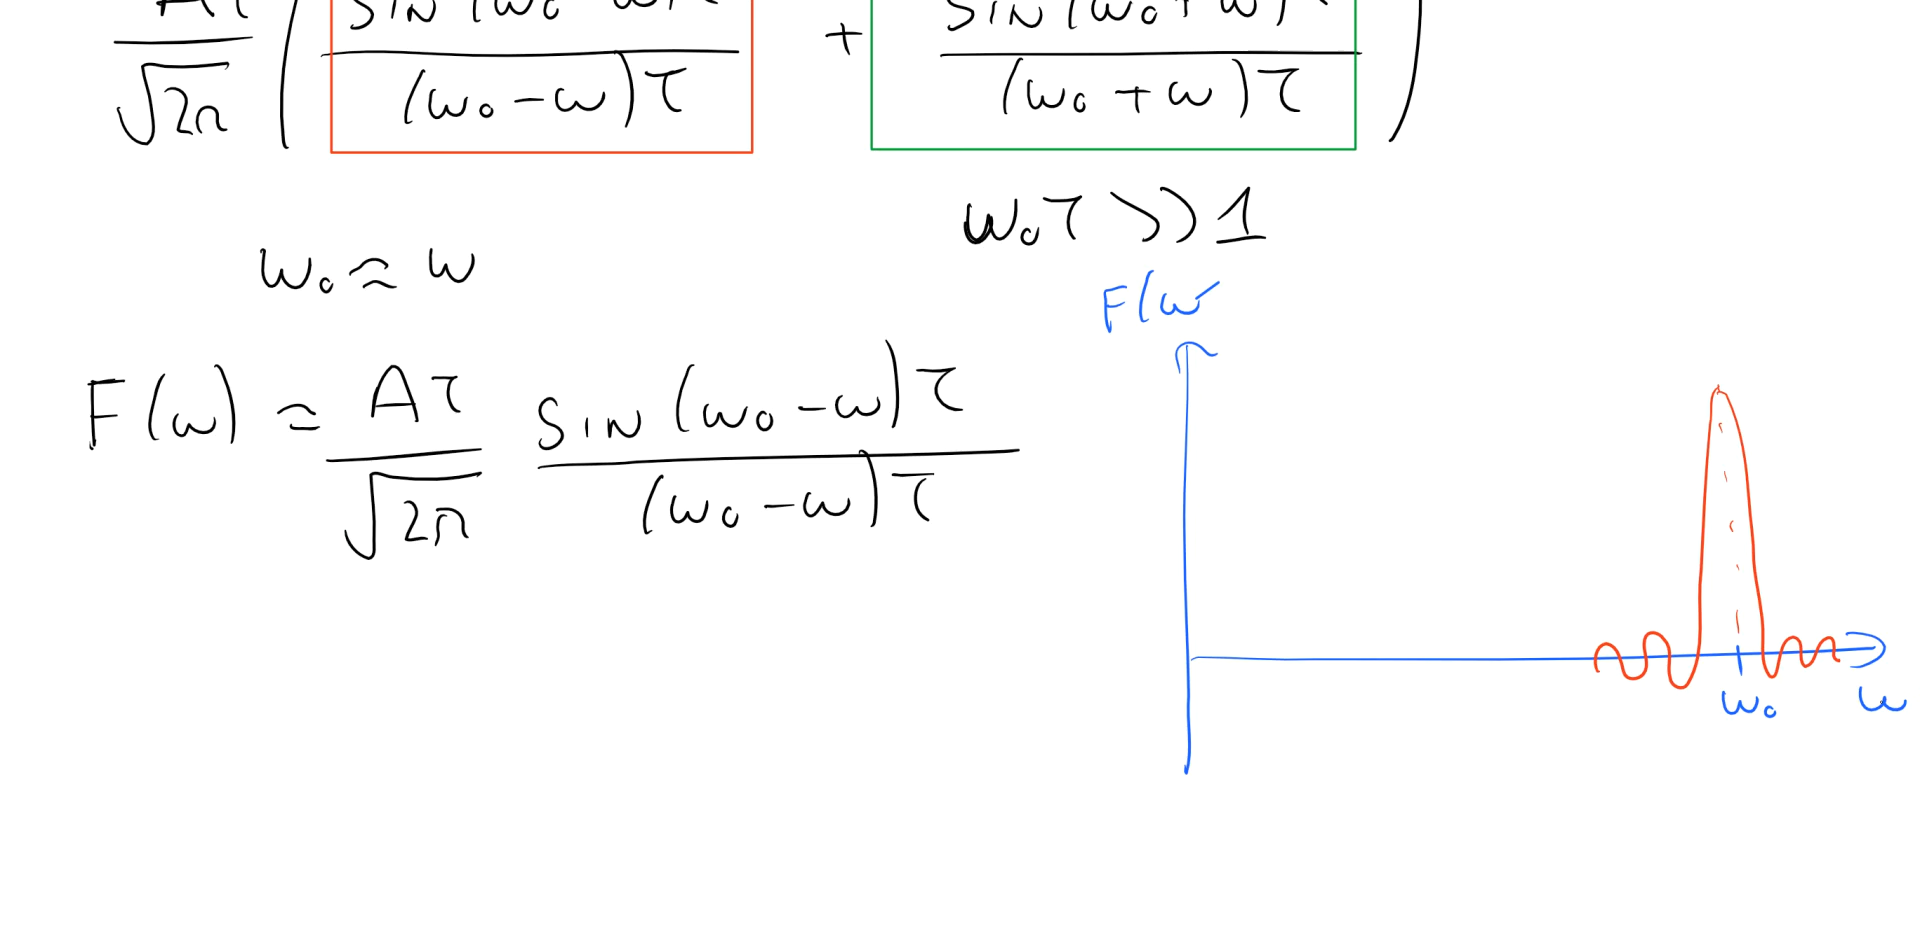 Aτ/√2π ( sin(ω₀-ω)τ/(ω₀-ω)τ + sin(ω₀+ω)τ/(ω₀+ω)τ )
ω₀τ >> 1
ω₀ ≈ ω
F(ω
F(ω) ≈ Aτ/√2π sin(ω₀-ω)τ/(ω₀-ω)τ
ω₀ ω